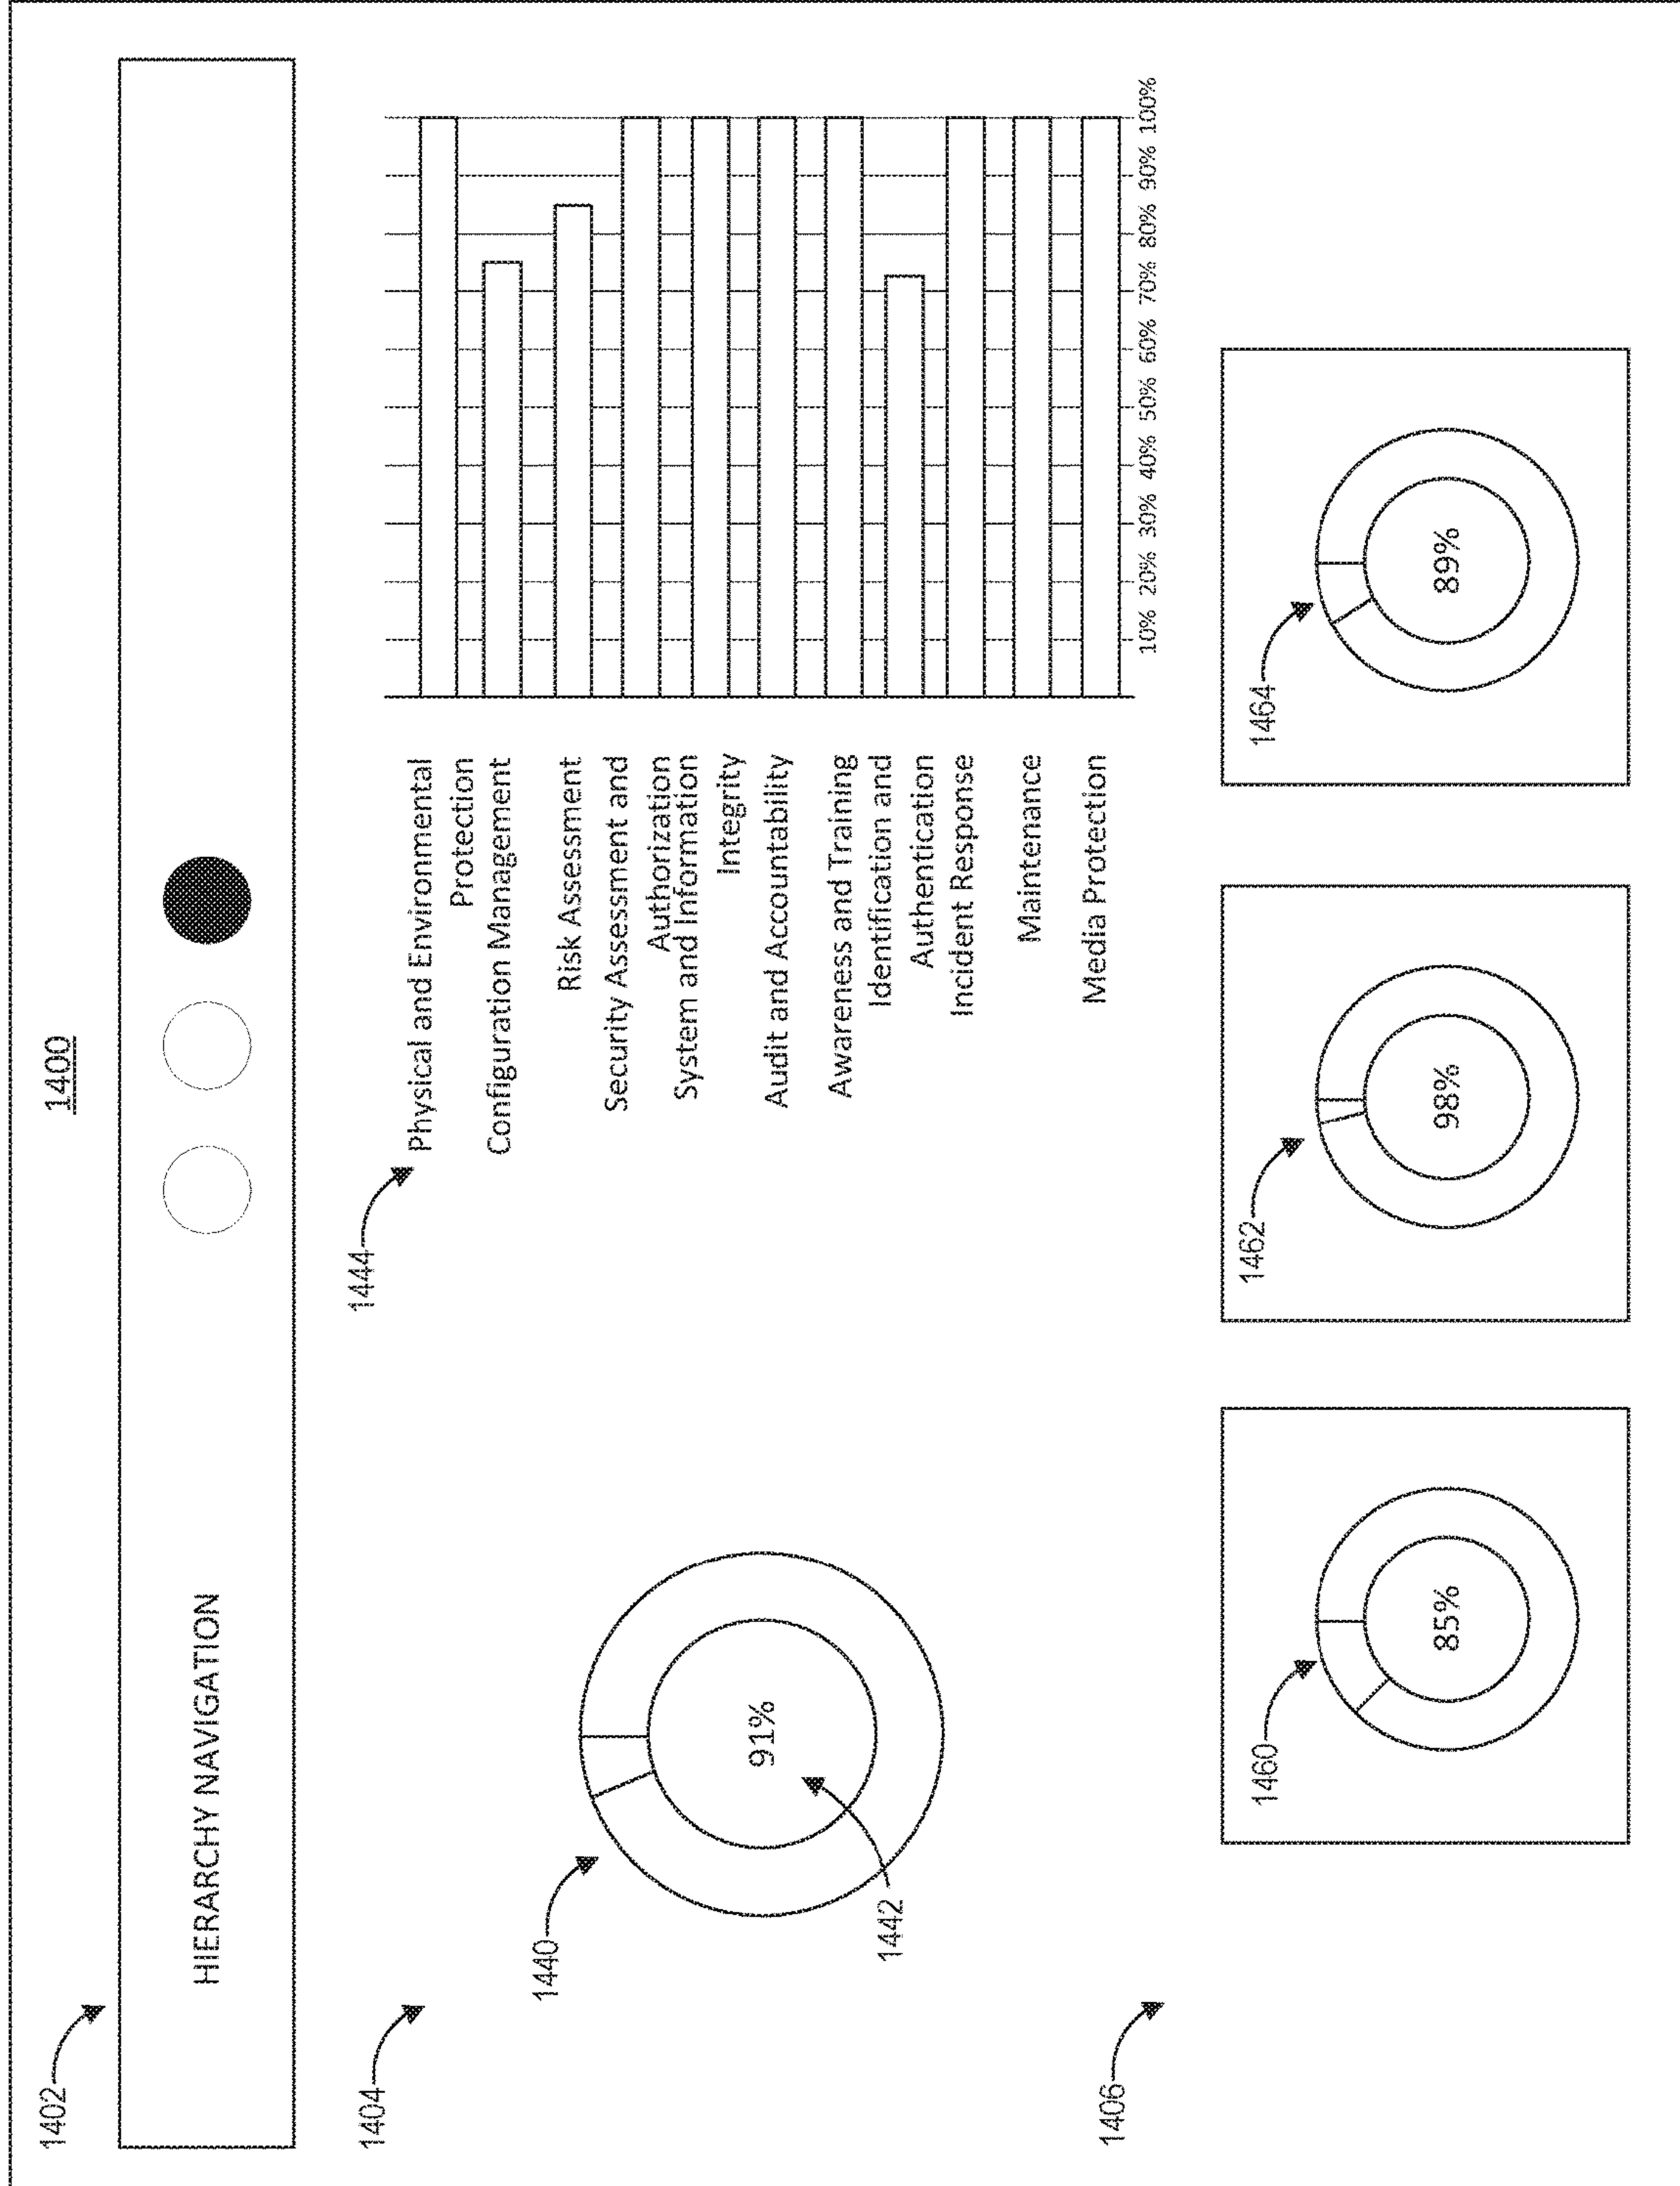 1400
1402
HIERARCHY NAVIGATION
1404
1440
91%
1442
1444
Physical and Environmental
Protection
Configuration Management
Risk Assessment
Security Assessment and
Authorization
System and Information
Integrity
Audit and Accountability
Awareness and Training
Identification and
Authentication
Incident Response
Maintenance
Media Protection
10% 20% 30% 40% 50% 60% 70% 80% 90% 100%
1406
1460
85%
1462
98%
1464
89%